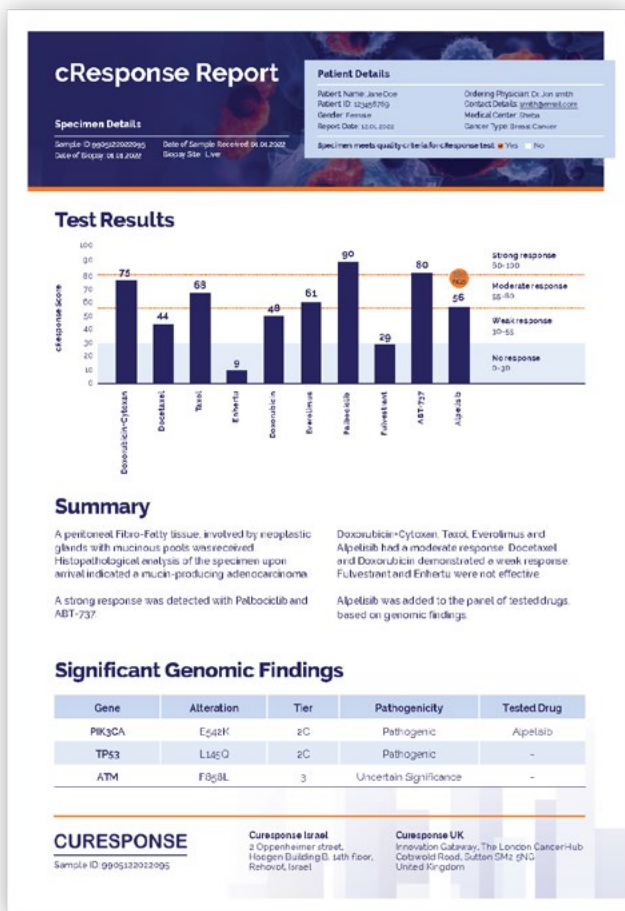 cResponse Report
Specimen Details
Sample ID 9905122022095
Date of Biopsy: 01.01.2022
Date of Sample Received: 01.01.2022
Biopsy Site: Liver
Patient Details
Patient Name: Jane Doe
Patient ID: 123456789
Gender: Female
Report Date: 12.01.2022
Ordering Physician: Dr. Jon smith
Contact Details: smith@email.com
Medical Center: Sheba
Cancer Type: Breast Cancer
Specimen meets quality criteria for cResponse test Yes No
Test Results
cResponse Score
100
90
80
70
60
50
40
30
20
10
0
75
44
68
9
48
61
90
29
80
56
NGS
Doxorubicin+Cytoxan
Docetaxel
Taxol
Enhertu
Doxorubicin
Everolimus
Palbociclib
Fulvestrant
ABT-737
Alpelisib
Strong response
80-100
Moderate response
55-80
Weak response
30-55
No response
0-30
Summary
A peritoneal Fibro-Fatty tissue, involved by neoplastic
glands with mucinous pools was received.
Histopathological analysis of the specimen upon
arrival indicated a mucin-producing adenocarcinoma
A strong response was detected with Palbociclib and
ABT-737.
Doxorubicin+Cytoxan, Taxol, Everolimus and
Alpelisib had a moderate response. Docetaxel
and Doxorubicin demonstrated a weak response.
Fulvestrant and Enhertu were not effective.
Alpelisib was added to the panel of tested drugs,
based on genomic findings.
Significant Genomic Findings
Gene Alteration Tier Pathogenicity Tested Drug
PIK3CA E542K 2C Pathogenic Alpelisib
TP53 L145Q 2C Pathogenic -
ATM F858L 3 Uncertain Significance -
CURESPONSE
Sample ID: 9905122022095
Curesponse Israel
2 Oppenheimer street,
Haogen Building B, 14th floor,
Rehovot, Israel
Curesponse UK
Innovation Gateway, The London Cancer Hub
Cotswold Road, Sutton SM2 5NG
United Kingdom